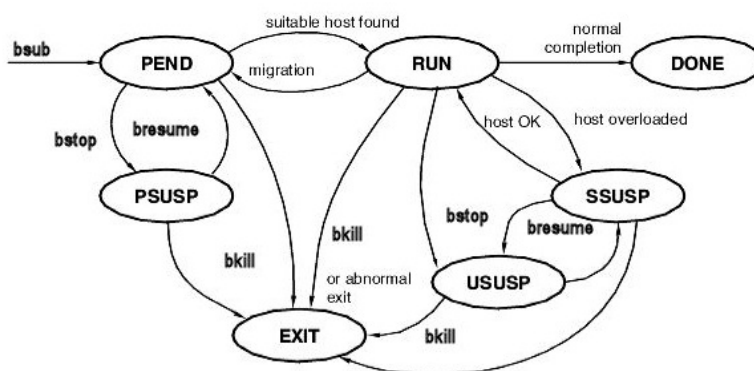 suitable host found
bsub
PEND
migration
RUN
normal
completion
DONE
bstop
bresume
host OK
host overloaded
PSUSP
SSUSP
bkill
bkill
bstop
bresume
USUSP
or abnormal
exit
EXIT
bkill